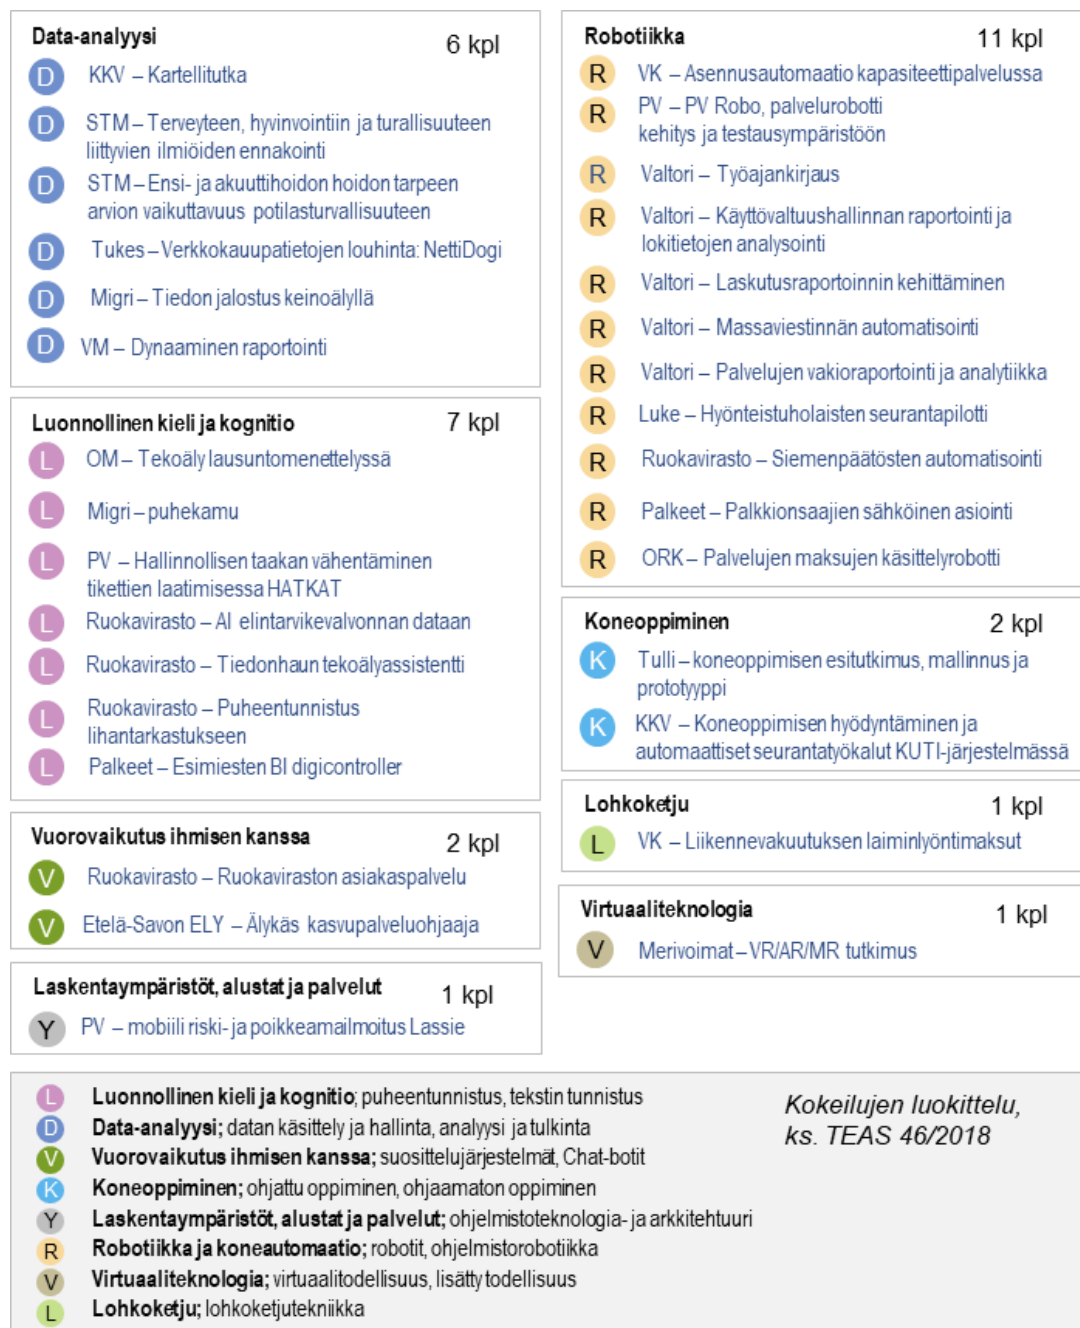 Data-analyysi
6 kpl
D KKV – Kartellitutka
D STM – Terveyteen, hyvinvointiin ja turallisuuteen
liittyvien ilmiöiden ennakointi
D STM – Ensi- ja akuuttihoidon hoidon tarpeen
arvion vaikuttavuus potilasturvallisuuteen
D Tukes – Verkkokauupatietojen louhinta: NettiDogi
D Migri – Tiedon jalostus keinoälyllä
D VM – Dynaaminen raportointi
Luonnollinen kieli ja kognitio
7 kpl
L OM – Tekoäly lausuntomenettelyssä
L Migri – puhekamu
L PV – Hallinnollisen taakan vähentäminen
tikettien laatimisessa HATKAT
L Ruokavirasto – AI elintarvikevalvonnan dataan
L Ruokavirasto – Tiedonhaun tekoälyassistentti
L Ruokavirasto – Puheentunnistus
lihantarkastukseen
L Palkeet – Esimiesten BI digicontroller
Vuorovaikutus ihmisen kanssa
2 kpl
V Ruokavirasto – Ruokaviraston asiakaspalvelu
V Etelä-Savon ELY – Älykäs kasvupalveluohjaaja
Laskentaympäristöt, alustat ja palvelut
1 kpl
Y PV – mobiili riski- ja poikkeamailmoitus Lassie
Robotiikka
11 kpl
R VK – Asennusautomaatio kapasiteettipalvelussa
R PV – PV Robo, palvelurobotti
kehitys ja testausympäristöön
R Valtori – Työajankirjaus
R Valtori – Käyttövaltuushallinnan raportointi ja
lokitietojen analysointi
R Valtori – Laskutusraportoinnin kehittäminen
R Valtori – Massaviestinnän automatisointi
R Valtori – Palvelujen vakioraportointi ja analytiikka
R Luke – Hyönteistuholaisten seurantapilotti
R Ruokavirasto – Siemenpäätösten automatisointi
R Palkeet – Palkkionsaajien sähköinen asiointi
R ORK – Palvelujen maksujen käsittelyrobotti
Koneoppiminen
2 kpl
K Tulli – koneoppimisen esitutkimus, mallinnus ja
prototyyppi
K KKV – Koneoppimisen hyödyntäminen ja
automaattiset seurantatyökalut KUTI-järjestelmässä
Lohkoketju
1 kpl
L VK – Liikennevakuutuksen laiminlyöntimaksut
Virtuaaliteknologia
1 kpl
V Merivoimat – VR/AR/MR tutkimus
L Luonnollinen kieli ja kognitio; puheentunnistus, tekstin tunnistus
D Data-analyysi; datan käsittely ja hallinta, analyysi ja tulkinta
V Vuorovaikutus ihmisen kanssa; suosittelujärjestelmät, Chat-botit
K Koneoppiminen; ohjattu oppiminen, ohjaamaton oppiminen
Y Laskentaympäristöt, alustat ja palvelut; ohjelmistoteknologia- ja arkkitehtuuri
R Robotiikka ja koneautomaatio; robotit, ohjelmistorobotiikka
V Virtuaaliteknologia; virtuaalitodellisuus, lisätty todellisuus
L Lohkoketju; lohkoketjutekniikka
Kokeilujen luokittelu,
ks. TEAS 46/2018